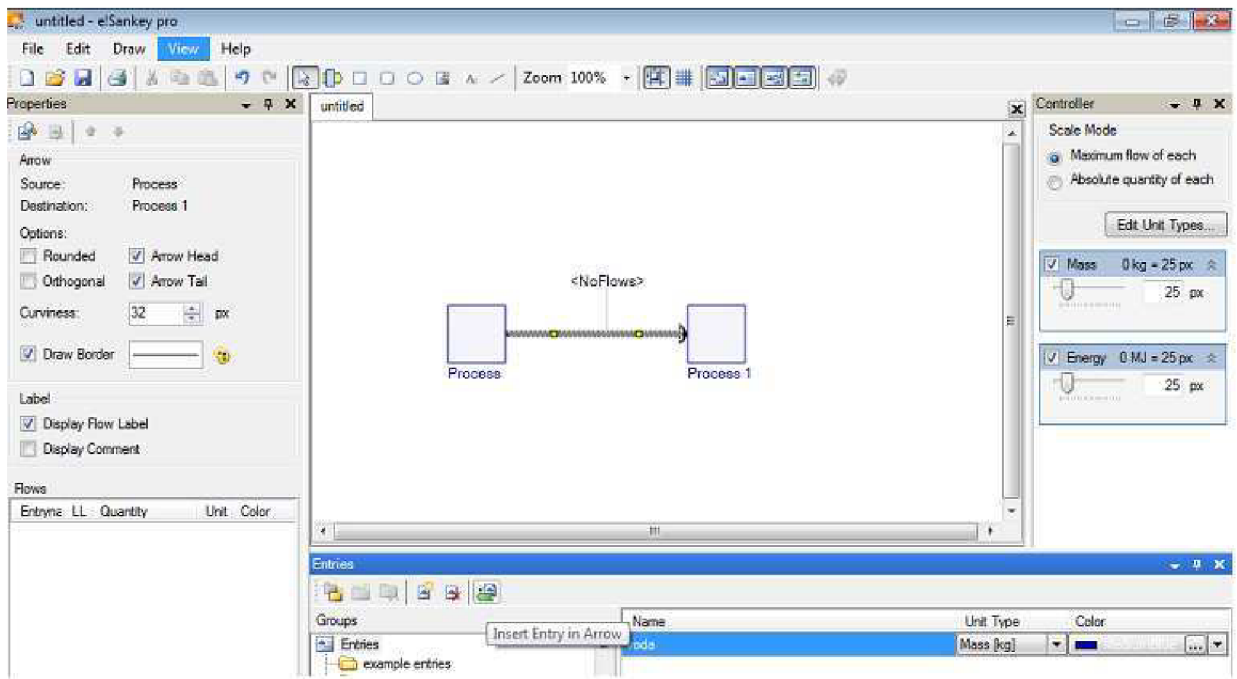 untitled - e!Sankey pro
File Edit Draw View Help
Zoom 100%
Properties
untitled
Controller
Arrow
Source: Process
Destination: Process 1
Options:
Rounded Arrow Head
Orthogonal Arrow Tail
Curviness: 32 px
Draw Border
Label
Display Flow Label
Display Comment
Flows
Entryna LL Quantity Unit Color
<NoFlows>
Process
Process 1
Scale Mode
Maximum flow of each
Absolute quantity of each
Edit Unit Types...
Mass 0 kg = 25 px
25 px
Energy 0 MJ = 25 px
25 px
Entries
Groups
Insert Entry in Arrow
Name Unit Type Color
Entries
Mass [kg] ...
example entries